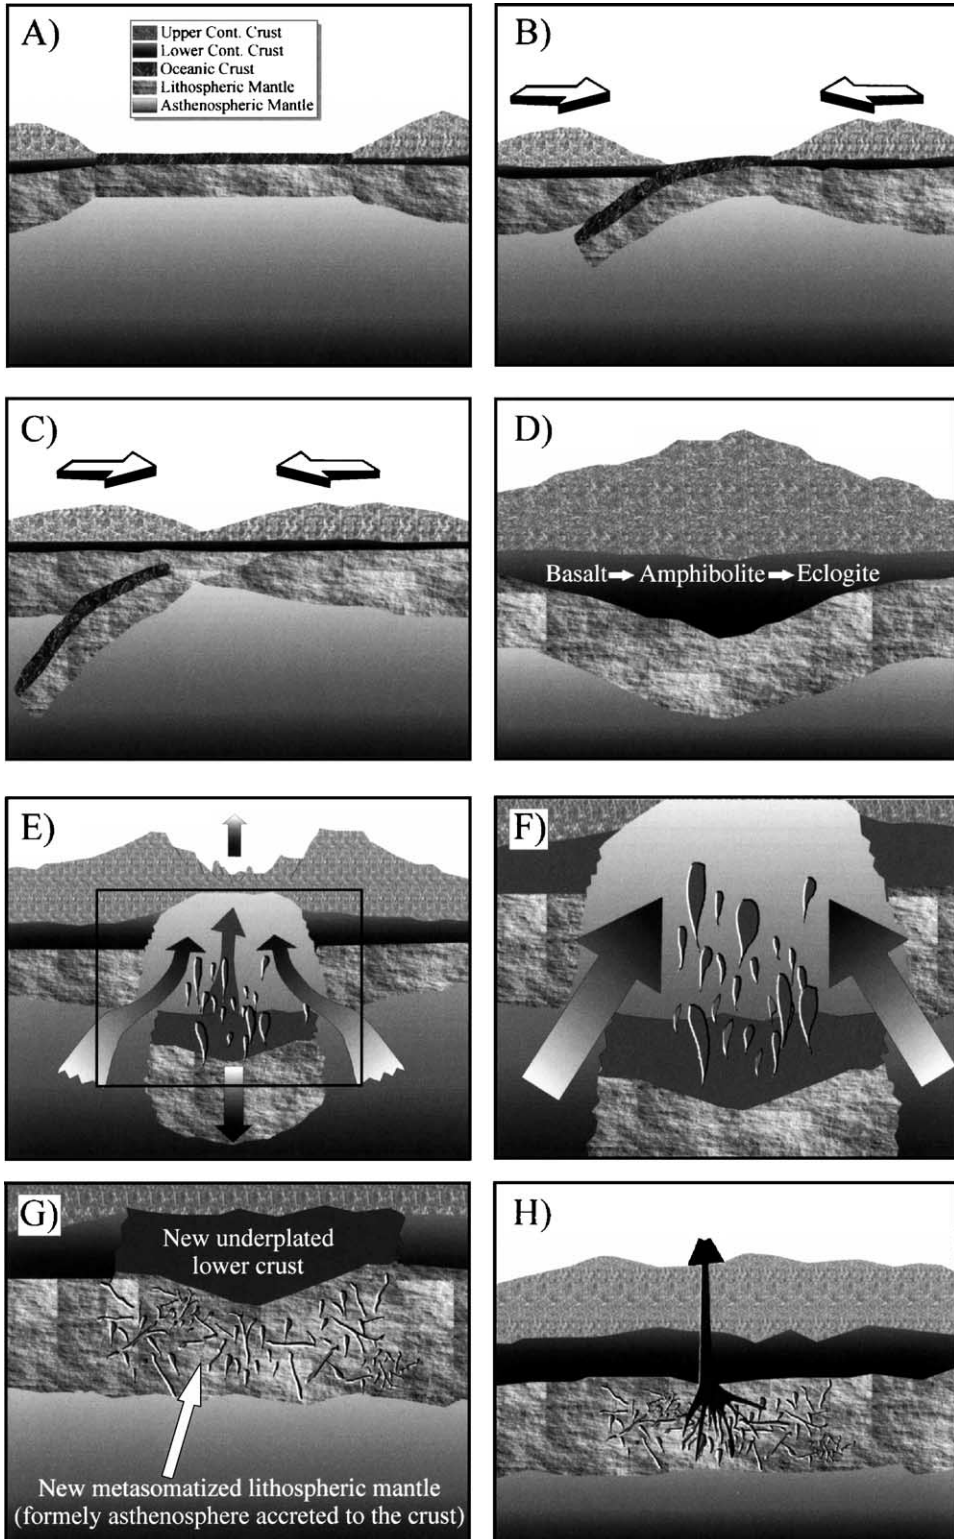 A)
Upper Cont. Crust
Lower Cont. Crust
Oceanic Crust
Lithospheric Mantle
Asthenospheric Mantle
B)
C)
D)
Basalt Amphibolite Eclogite
E)
F)
G)
New underplated
lower crust
New metasomatized lithospheric mantle
(formely asthenosphere accreted to the crust)
H)